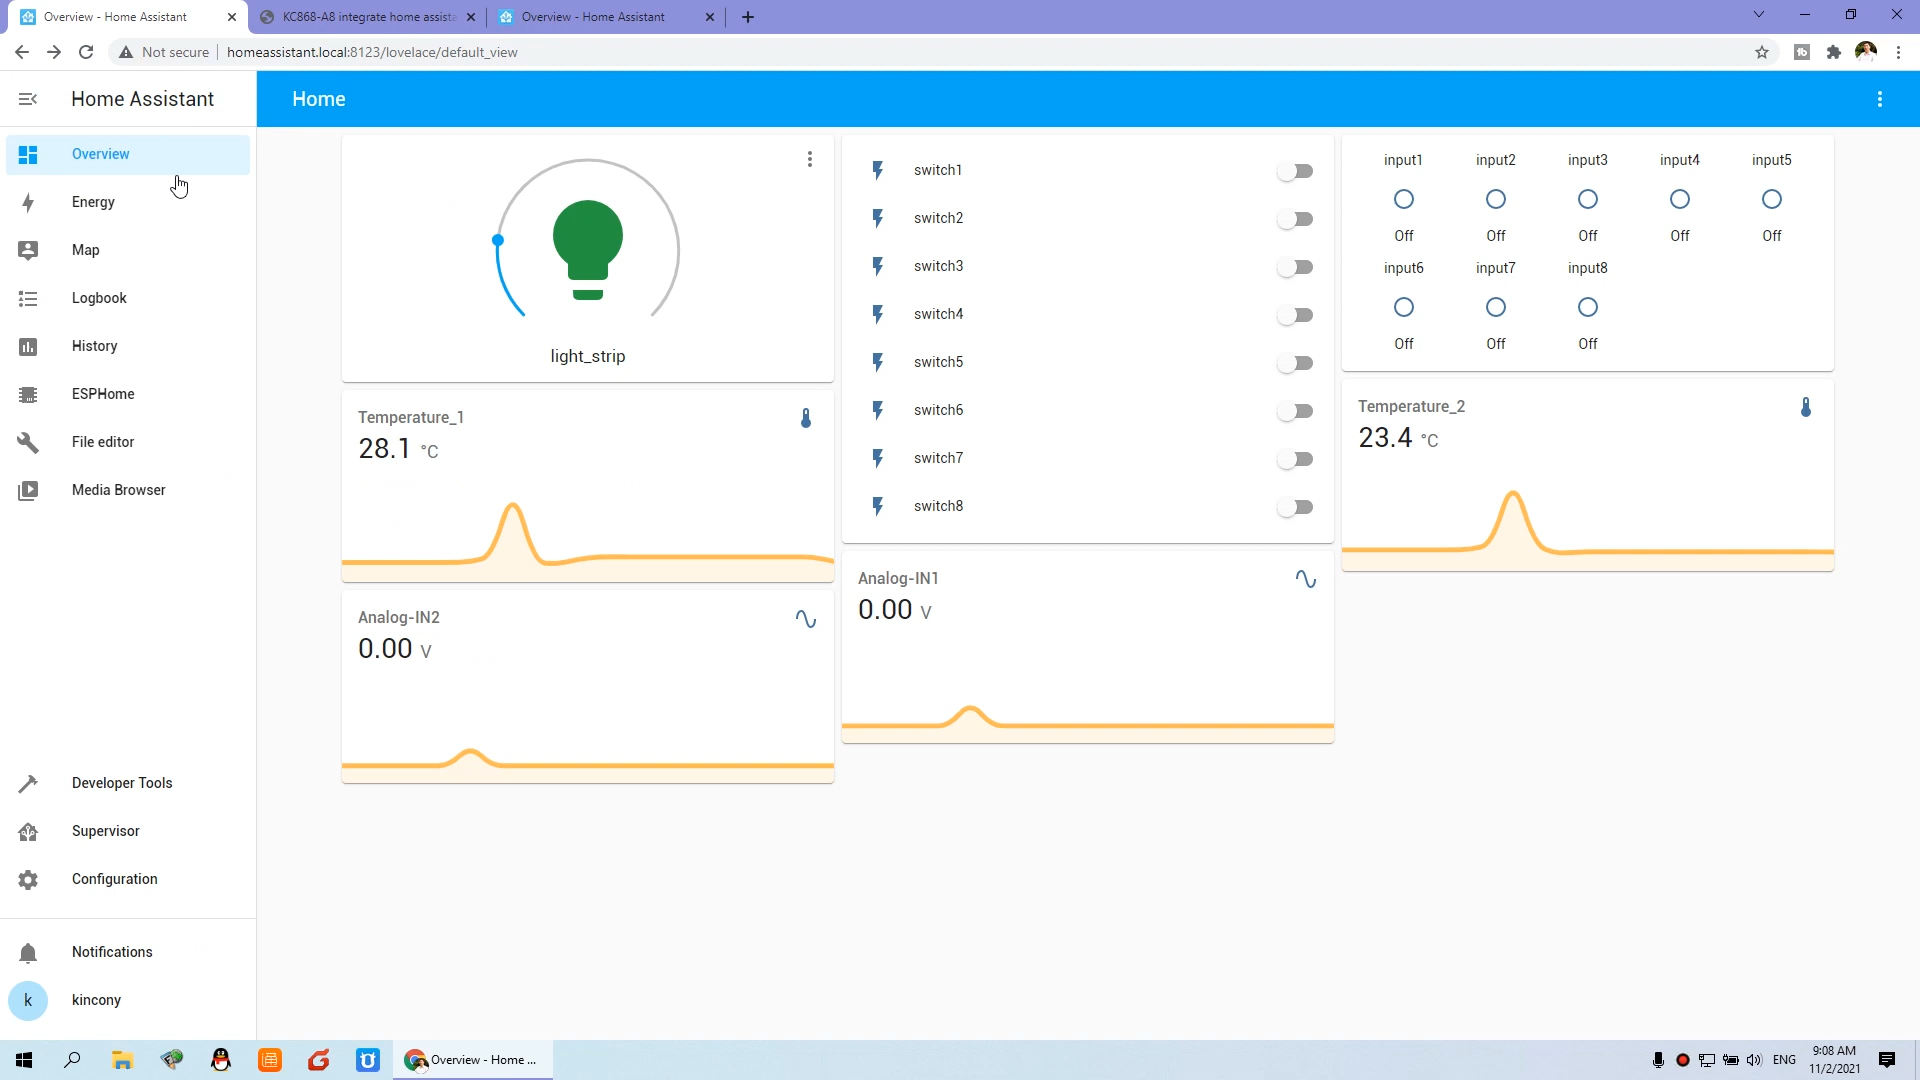 Overview - Home Assistant
KC868-A8 integrate home assista
Overview - Home Assistant
Not secure
homeassistant.local:8123/lovelace/default_view
Home Assistant
Home
Overview
Energy
Map
Logbook
History
ESPHome
File editor
Media Browser
Developer Tools
Supervisor
Configuration
Notifications
k
kincony
light_strip
Temperature_1
28.1 °C
Analog-IN2
0.00 V
switch1
switch2
switch3
switch4
switch5
switch6
switch7
switch8
Analog-IN1
0.00 V
input1 input2 input3 input4 input5
Off Off Off Off Off
input6 input7 input8
Off Off Off
Temperature_2
23.4 °C
Overview - Home ...
ENG
9:08 AM
11/2/2021